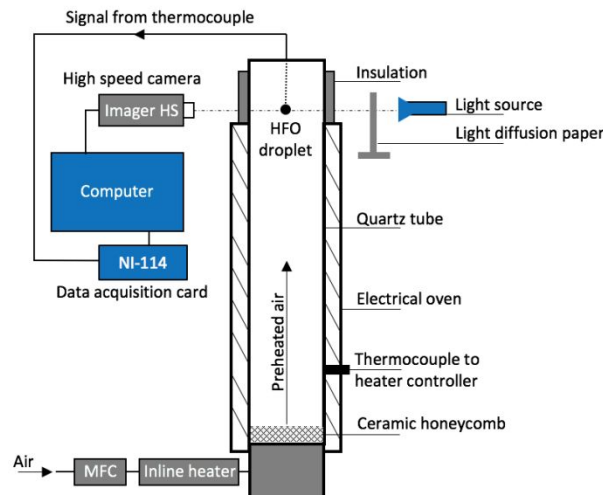 Signal from thermocouple
High speed camera
Imager HS
Insulation
HFO
droplet
Light source
Light diffusion paper
Computer
NI-114
Data acquisition card
Quartz tube
Preheated air
Electrical oven
Thermocouple to
heater controller
Ceramic honeycomb
Air
MFC
Inline heater